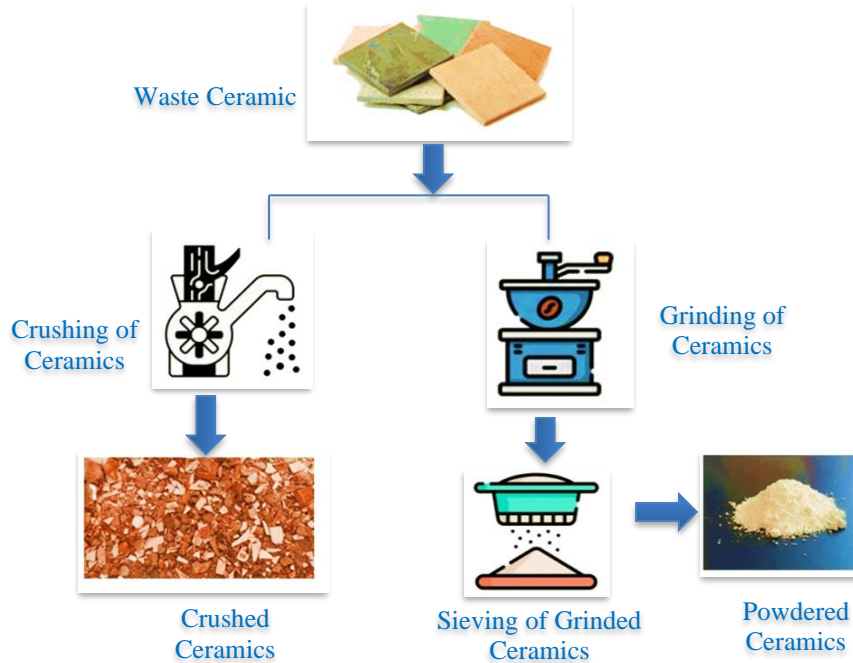 Waste Ceramic
Crushing of
Ceramics
Grinding of
Ceramics
Crushed
Ceramics
Sieving of Grinded
Ceramics
Powdered
Ceramics